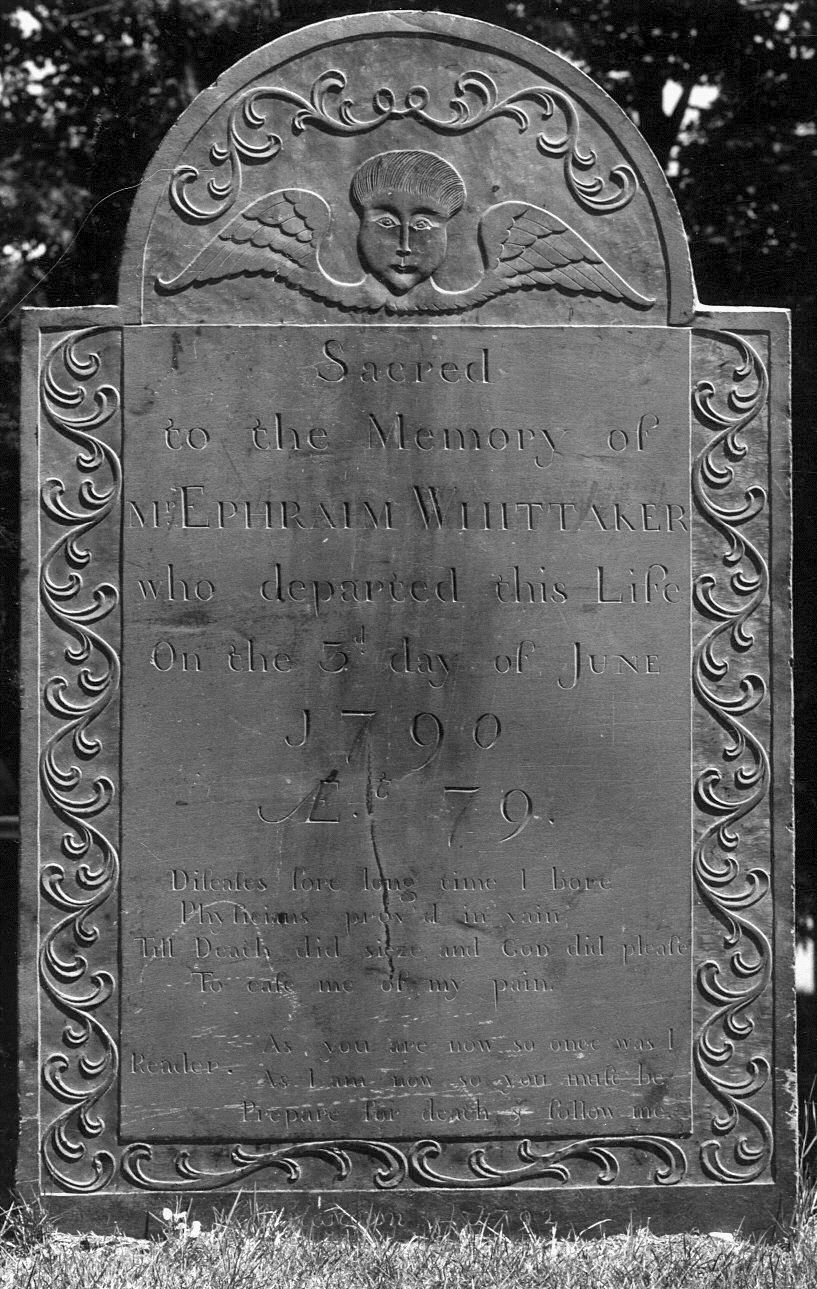 Sacred
to the Memory of
Mr. EPHRAIM WHITTAKER
who departed this Life
On the 3d day of JUNE
1790
Æt. 79.
Diſeaſes ſore long time I bore
Phyſicians prov'd in vain
Till Death did sieze and GOD did pleaſe
To eaſe me of my pain.
As you are now so once was I
Reader.
As I am now so you muſt be
Prepare for death & follow me.